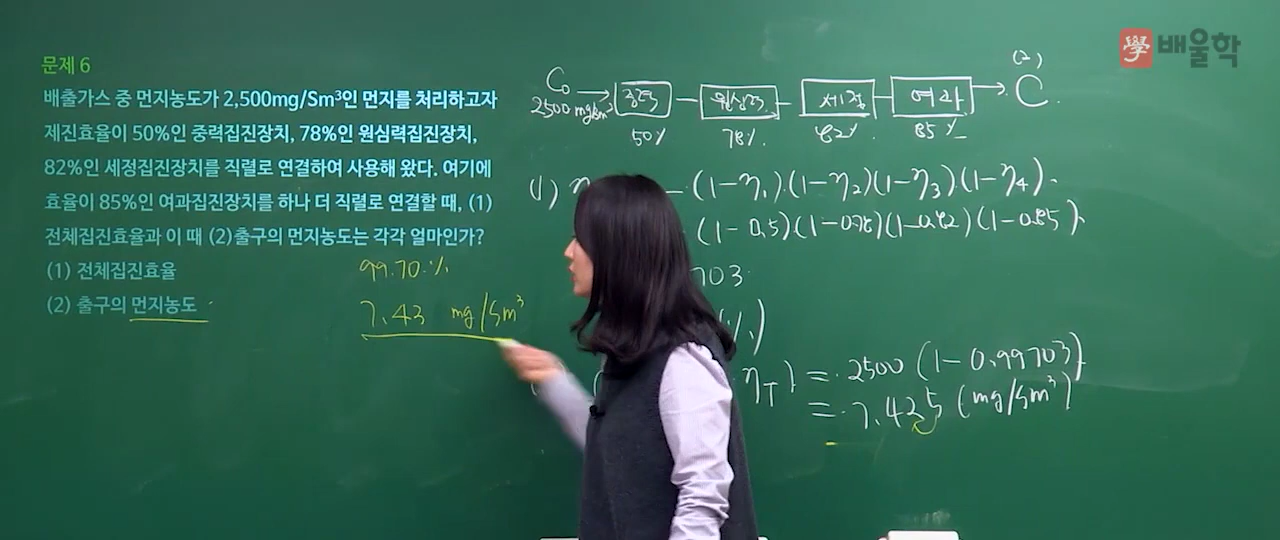 學 배울학
문제 6
배출가스 중 먼지농도가 2,500mg/Sm³인 먼지를 처리하고자
제진효율이 50%인 중력집진장치, 78%인 원심력집진장치,
82%인 세정집진장치를 직렬로 연결하여 사용해 왔다. 여기에
효율이 85%인 여과집진장치를 하나 더 직렬로 연결할 때, (1)
전체집진효율과 이 때 (2)출구의 먼지농도는 각각 얼마인가?
(1) 전체집진효율
99.70%
(2) 출구의 먼지농도
7.43 mg/Sm³
(2)
C₀ → 중력 - 원심력 - 세정 - 여과 → C
2500 mg/Sm³
50% 78% 82% 85%
(1) η - (1-η₁)(1-η₂)(1-η₃)(1-η₄)
(1-0.5)(1-0.78)(1-0.82)(1-0.85)
703
(%)
η_T) = 2500 (1-0.99703)
= 7.425 (mg/Sm³)